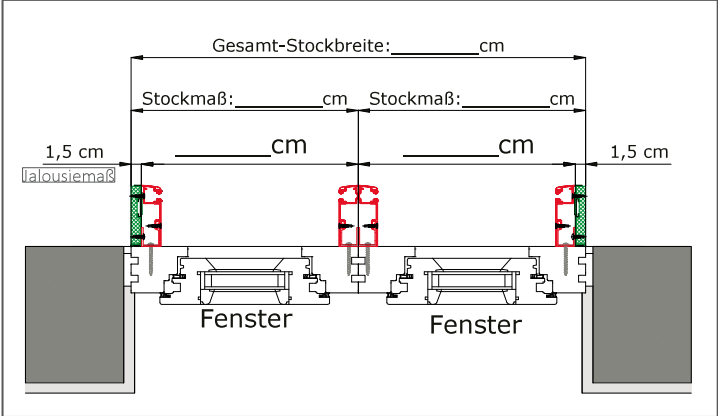 Gesamt-Stockbreite:________cm
Stockmaß:________cm Stockmaß:________cm
1,5 cm ________cm ________cm 1,5 cm
Jalousiemaß
Fenster Fenster